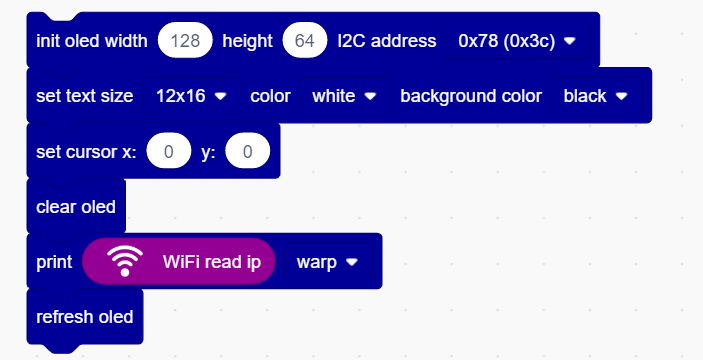 init oled width 128 height 64 I2C address 0x78 (0x3c)
set text size 12x16 color white background color black
set cursor x: 0 y: 0
clear oled
print WiFi read ip warp
refresh oled